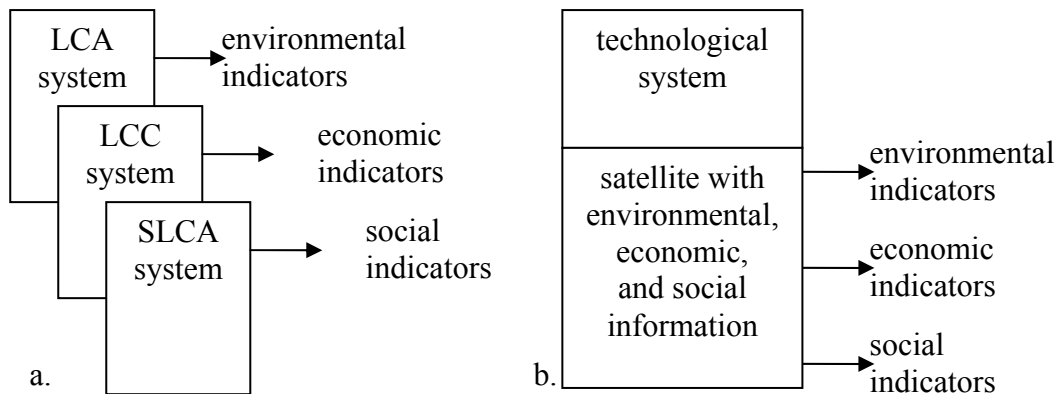 LCA
system
environmental
indicators
LCC
system
economic
indicators
SLCA
system
social
indicators
a.
technological
system
satellite with
environmental,
economic,
and social
information
environmental
indicators
economic
indicators
social
indicators
b.